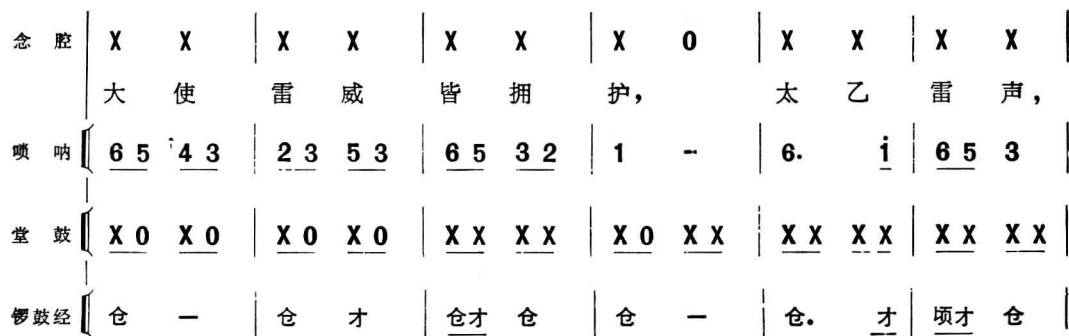 念 腔 | X X | X X | X X | X 0 | X X | X X |
大 使 雷 威 皆 拥 护， 太 乙 雷 声，
唢 呐 6 5 4 3 | 2 3 5 3 | 6 5 3 2 | 1 - | 6. i̇ | 6 5 3 |
堂 鼓 X 0 X 0 | X 0 X 0 | X X X X | X 0 X X | X X X X | X X X X |
锣鼓经 仓 — | 仓 才 | 仓才 仓 | 仓 — | 仓. 才 | 顷才 仓 |